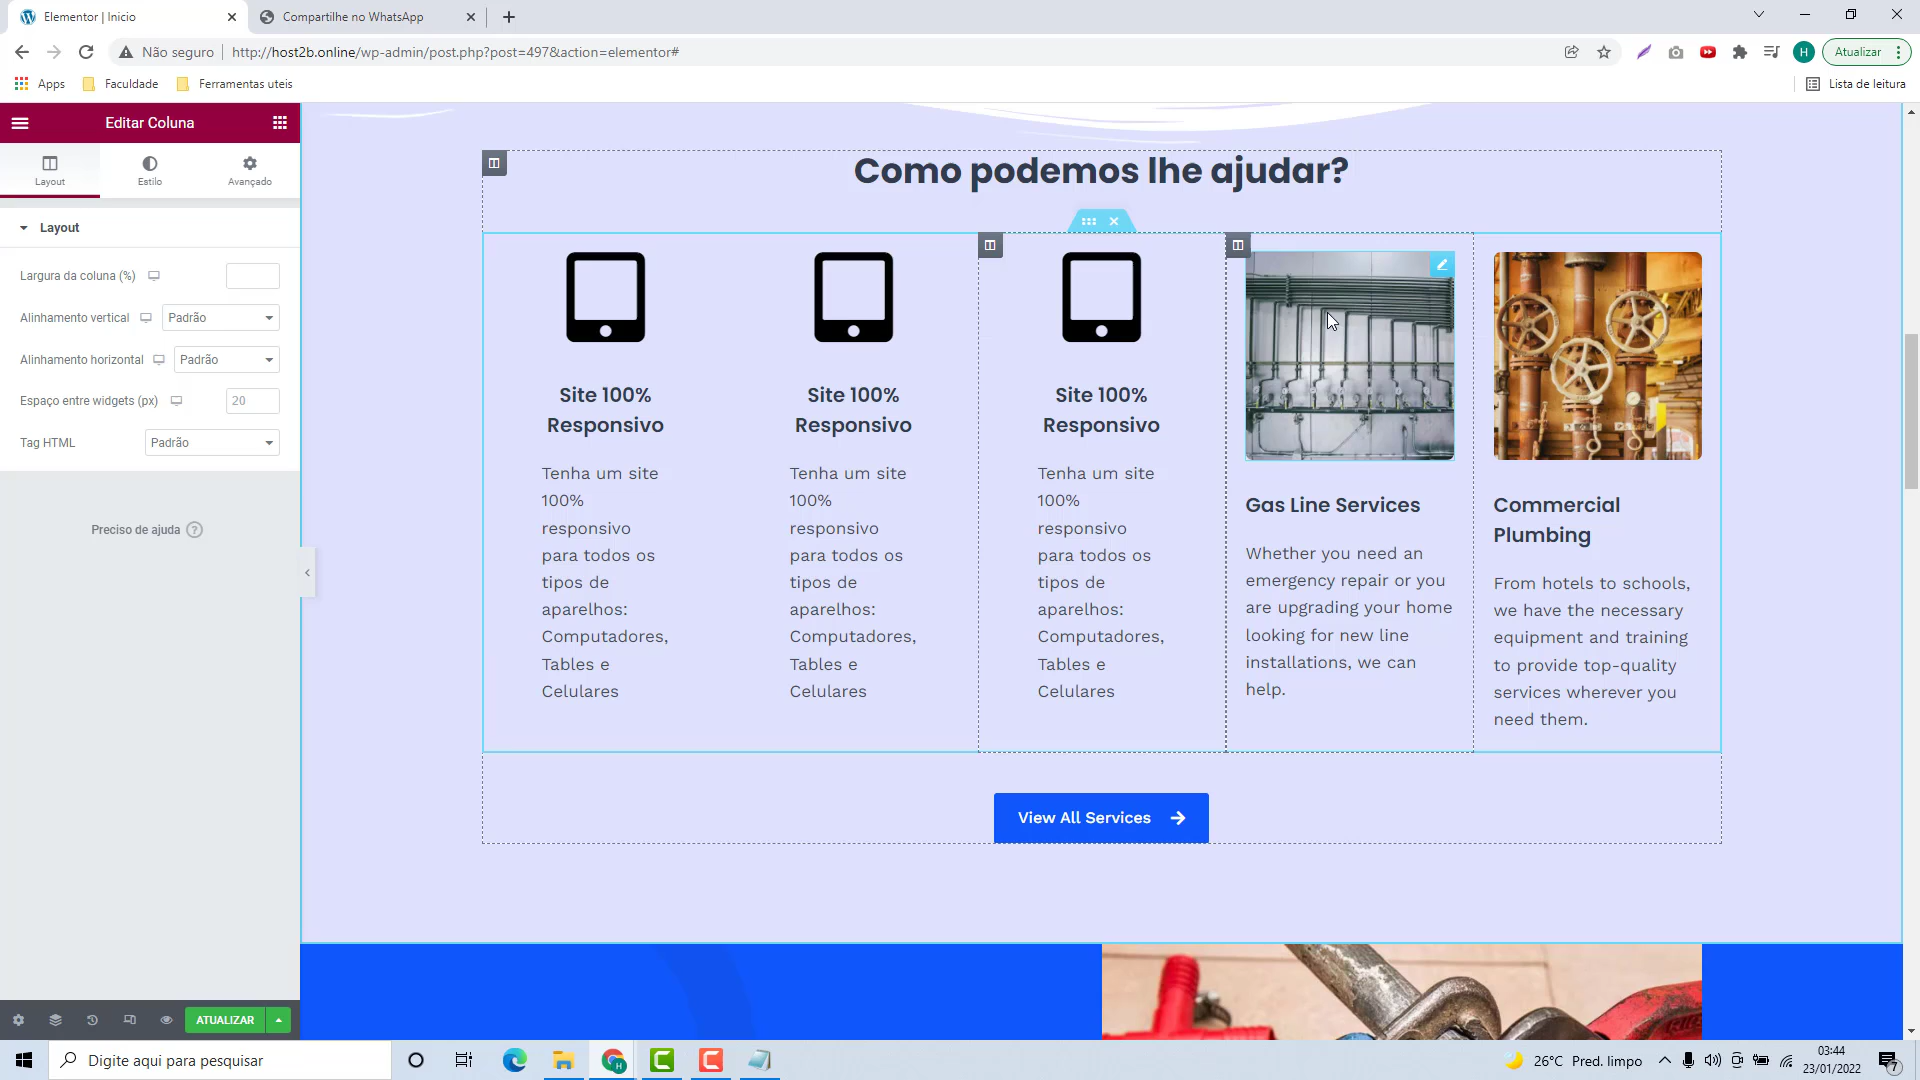 Elementor | Inicio
Compartilhe no WhatsApp
Não seguro
http://host2b.online/wp-admin/post.php?post=497&action=elementor#
H
Atualizar
Apps
Faculdade
Ferramentas uteis
Lista de leitura
Editar Coluna
Layout
Estilo
Avançado
Layout
Largura da coluna (%)
Alinhamento vertical
Padrão
Alinhamento horizontal
Padrão
Espaço entre widgets (px)
20
Tag HTML
Padrão
Preciso de ajuda
?
ATUALIZAR
Como podemos lhe ajudar?
Site 100%
Responsivo
Tenha um site
100%
responsivo
para todos os
tipos de
aparelhos:
Computadores,
Tables e
Celulares
Site 100%
Responsivo
Tenha um site
100%
responsivo
para todos os
tipos de
aparelhos:
Computadores,
Tables e
Celulares
Site 100%
Responsivo
Tenha um site
100%
responsivo
para todos os
tipos de
aparelhos:
Computadores,
Tables e
Celulares
Gas Line Services
Whether you need an
emergency repair or you
are upgrading your home
looking for new line
installations, we can
help.
Commercial
Plumbing
From hotels to schools,
we have the necessary
equipment and training
to provide top-quality
services wherever you
need them.
View All Services
Digite aqui para pesquisar
26°C Pred. limpo
03:44
23/01/2022
7